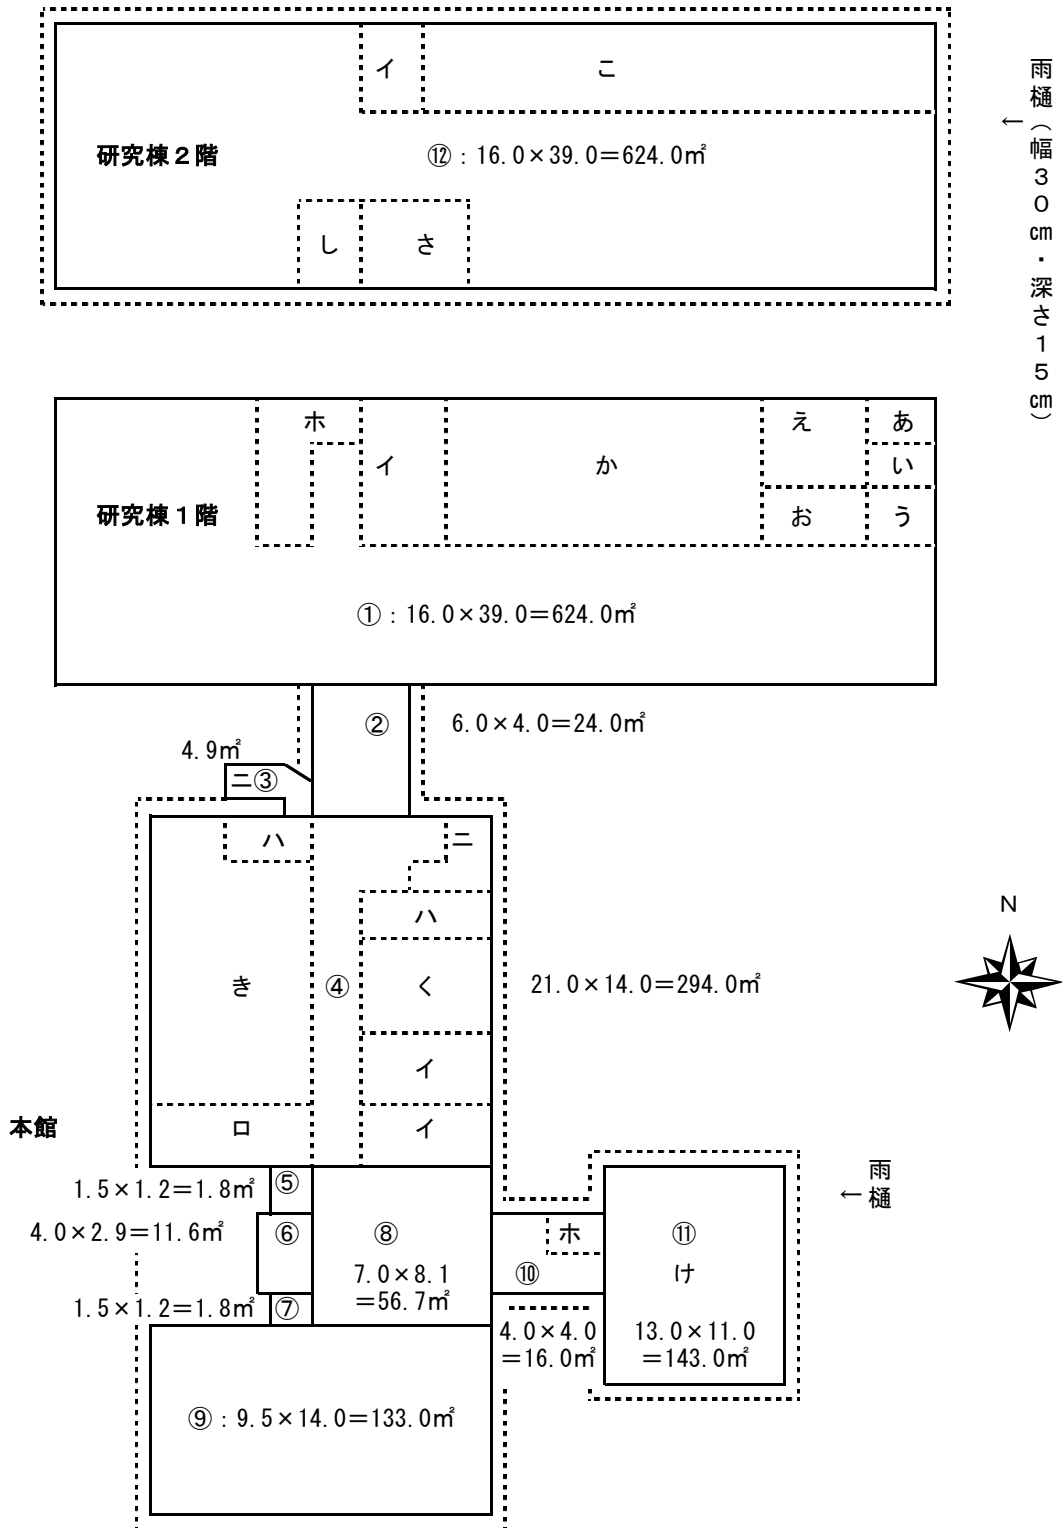 イ
こ
研究棟2階
⑫:16.0×39.0=624.0㎡
し
さ
雨樋(幅30㎝・深さ15㎝)
←
ホ
イ
か
え
あ
い
お
う
研究棟1階
①:16.0×39.0=624.0㎡
②
6.0×4.0=24.0㎡
4.9㎡
ニ③
ハ
ニ
ハ
き
④
く
21.0×14.0=294.0㎡
N
イ
ロ
イ
本館
⑤
1.5×1.2=1.8㎡
4.0×2.9=11.6㎡
⑥
⑧
7.0×8.1
=56.7㎡
1.5×1.2=1.8㎡
⑦
ホ
⑩
4.0×4.0
=16.0㎡
⑪
け
13.0×11.0
=143.0㎡
←雨樋
⑨:9.5×14.0=133.0㎡